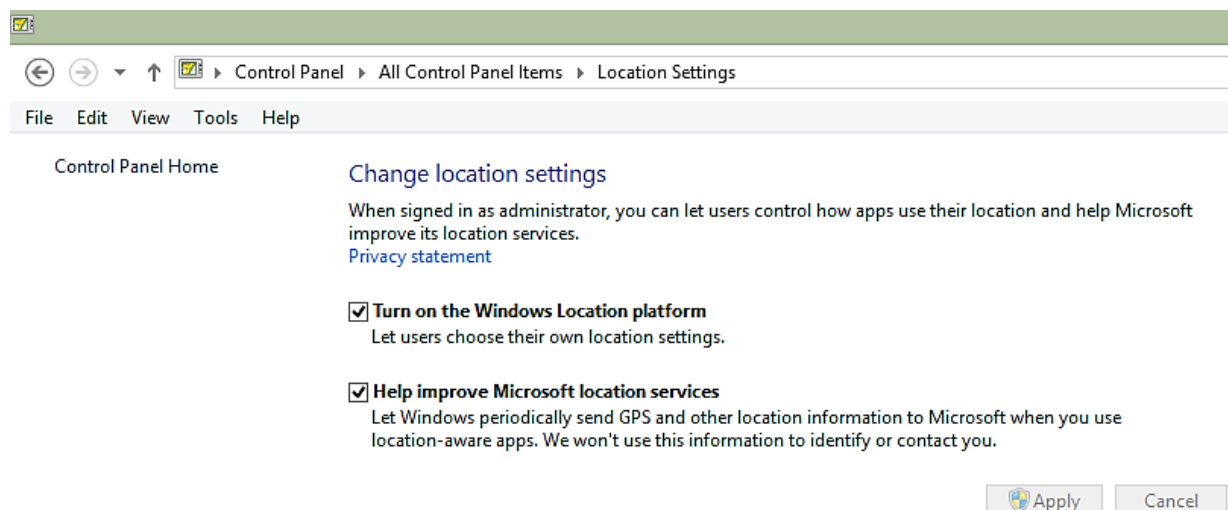 Control Panel ▸ All Control Panel Items ▸ Location Settings
File Edit View Tools Help
Control Panel Home
Change location settings
When signed in as administrator, you can let users control how apps use their location and help Microsoft
improve its location services.
Privacy statement
Turn on the Windows Location platform
Let users choose their own location settings.
Help improve Microsoft location services
Let Windows periodically send GPS and other location information to Microsoft when you use
location-aware apps. We won't use this information to identify or contact you.
Apply Cancel